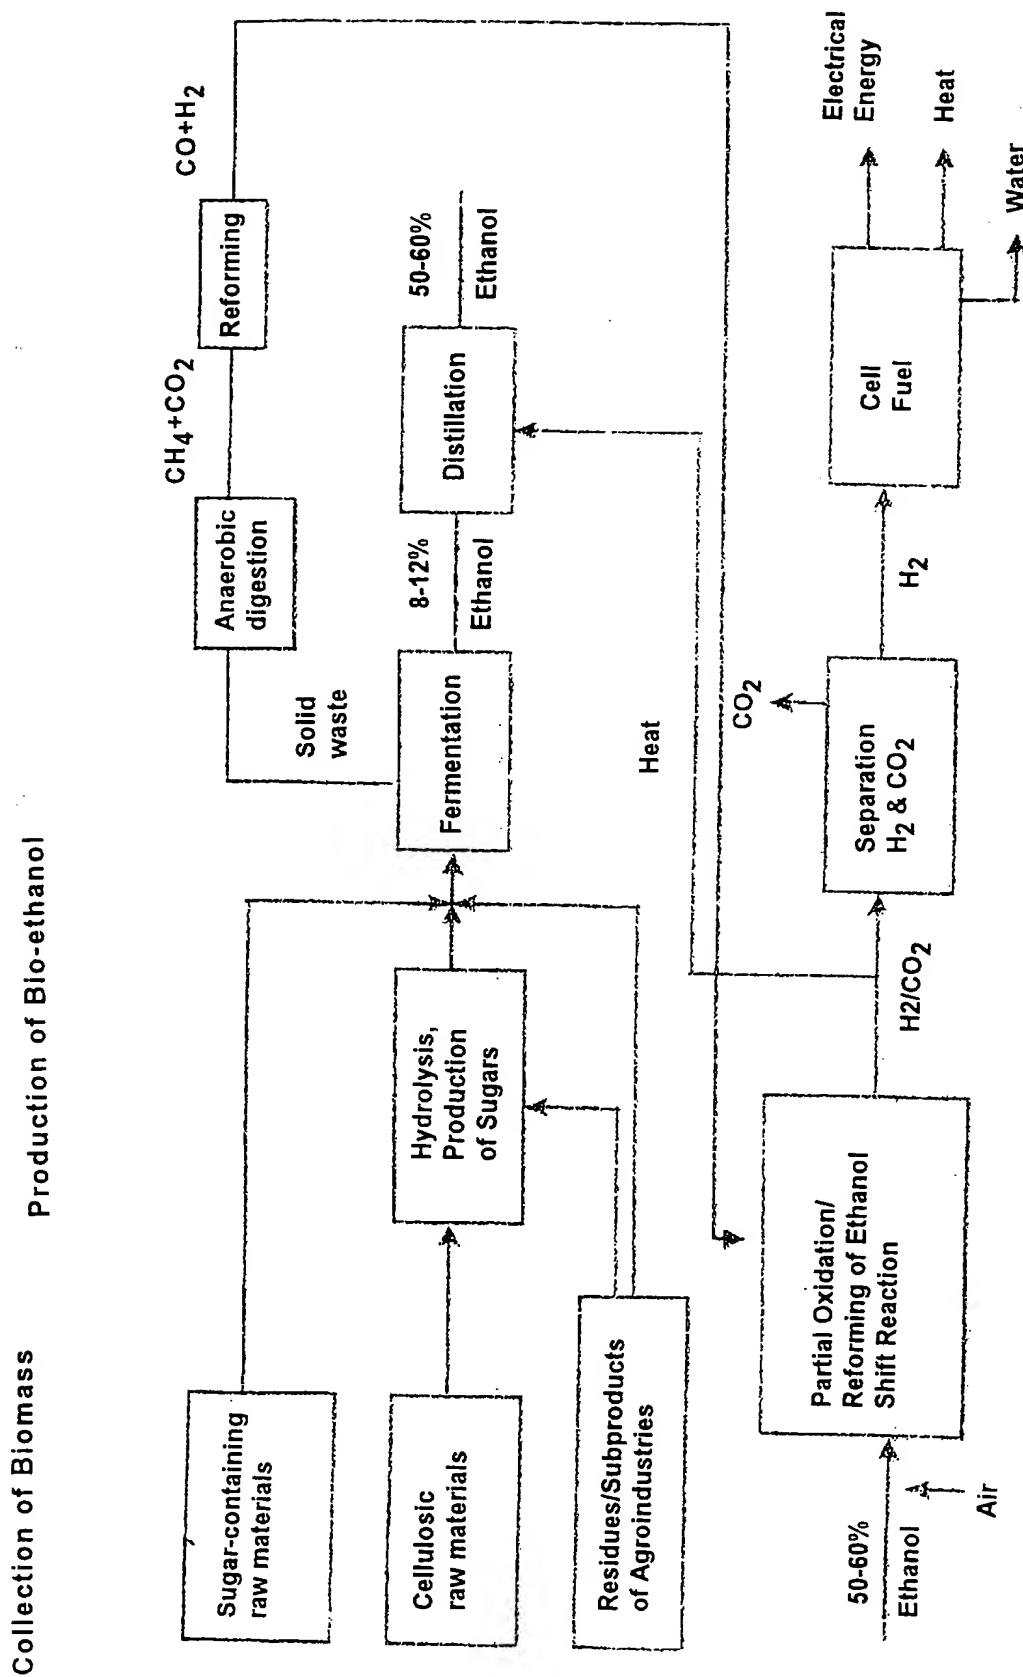 Collection of Biomass
Production of Bio-ethanol
Sugar-containing
raw materials
Cellulosic
raw materials
Residues/Subproducts
of Agroindustries
Hydrolysis,
Production
of Sugars
Fermentation
Solid
waste
Anaerobic
digestion
CH4+CO2
Reforming
CO+H2
8-12%
Ethanol
Distillation
50-60%
Ethanol
Heat
50-60%
Ethanol
Air
Partial Oxidation/
Reforming of Ethanol
Shift Reaction
H2/CO2
Separation
H2 & CO2
CO2
H2
Cell
Fuel
Electrical
Energy
Heat
Water